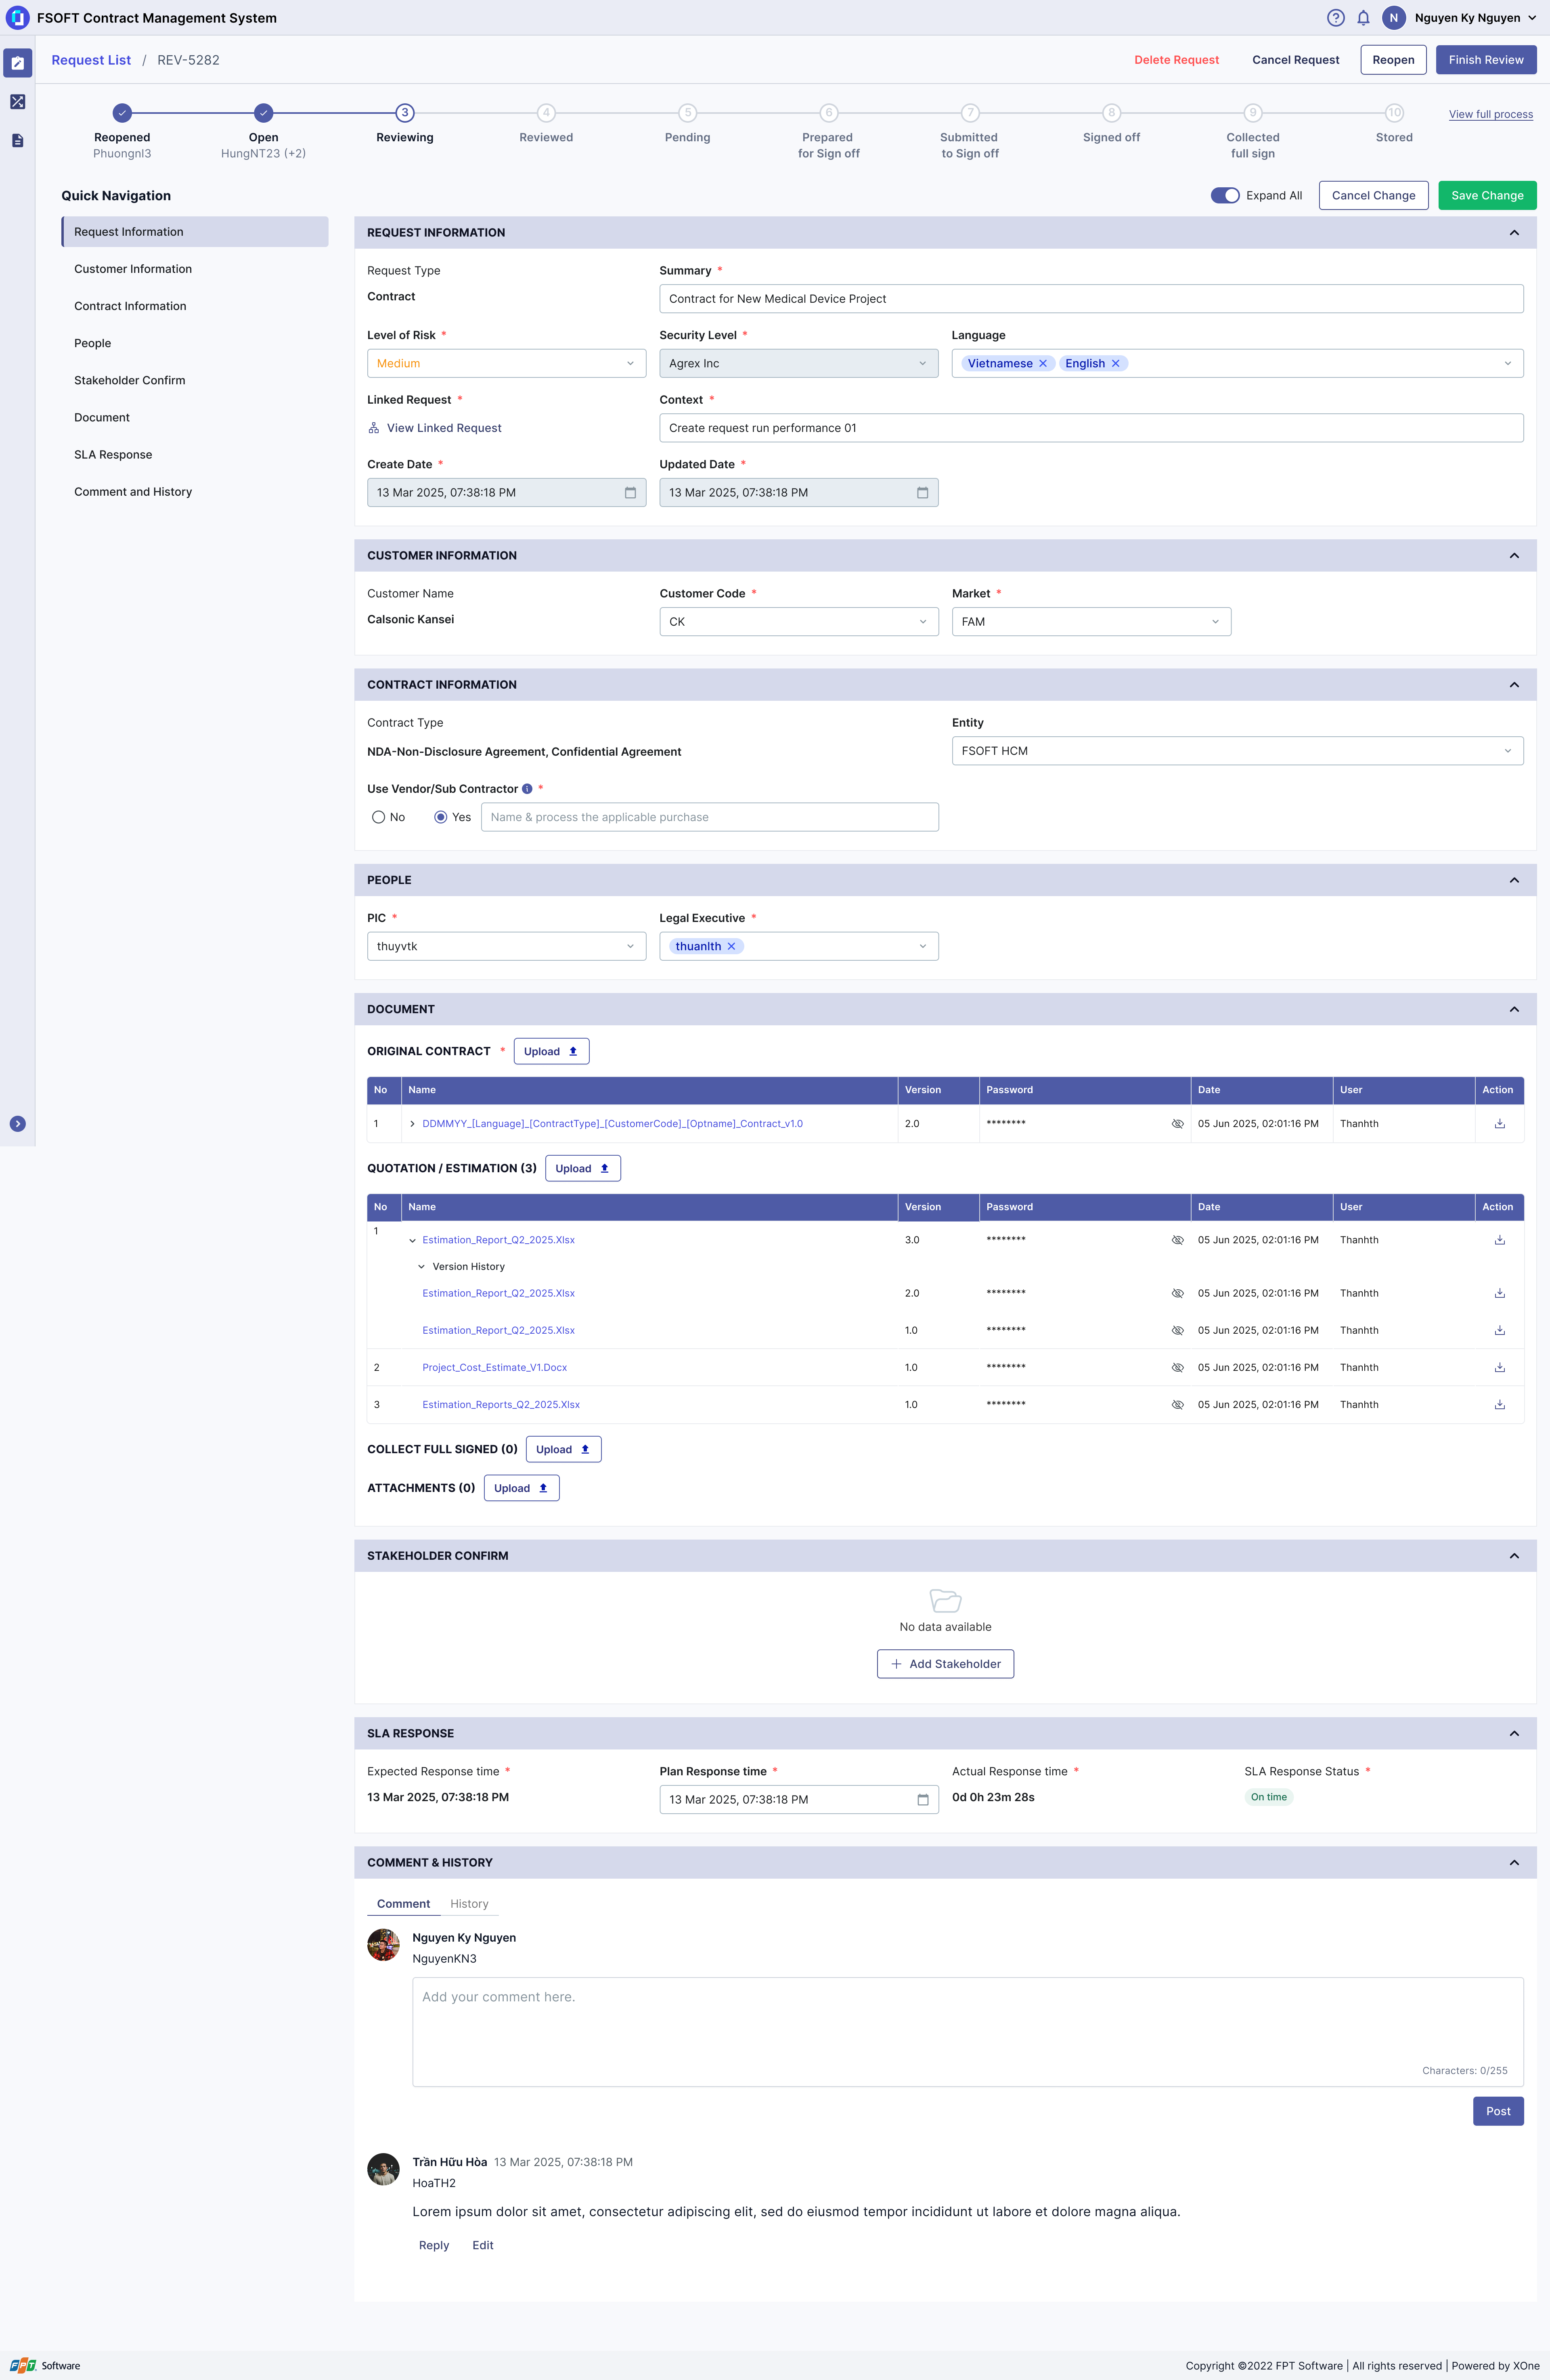 FSOFT Contract Management System
N
Nguyen Ky Nguyen
Request List / REV-5282
Delete Request
Cancel Request
Reopen
Finish Review
3
4
5
6
7
8
9
10
Reopened
Open
Reviewing
Reviewed
Pending
Prepared for Sign off
Submitted to Sign off
Signed off
Collected full sign
Stored
View full process
Phuongnl3
HungNT23 (+2)
Quick Navigation
Expand All
Cancel Change
Save Change
Request Information
Customer Information
Contract Information
People
Stakeholder Confirm
Document
SLA Response
Comment and History
REQUEST INFORMATION
Request Type
Summary *
Contract
Contract for New Medical Device Project
Level of Risk *
Security Level *
Language
Medium
Agrex Inc
Vietnamese
English
Linked Request *
Context *
View Linked Request
Create request run performance 01
Create Date *
Updated Date *
13 Mar 2025, 07:38:18 PM
13 Mar 2025, 07:38:18 PM
CUSTOMER INFORMATION
Customer Name
Customer Code *
Market *
Calsonic Kansei
CK
FAM
CONTRACT INFORMATION
Contract Type
Entity
NDA-Non-Disclosure Agreement, Confidential Agreement
FSOFT HCM
Use Vendor/Sub Contractor *
No
Yes
Name & process the applicable purchase
PEOPLE
PIC *
Legal Executive *
thuyvtk
thuanlth
DOCUMENT
ORIGINAL CONTRACT * Upload
No Name Version Password Date User Action
1 DDMMYY_[Language]_[ContractType]_[CustomerCode]_[Optname]_Contract_v1.0 2.0 ******** 05 Jun 2025, 02:01:16 PM Thanhth
QUOTATION / ESTIMATION (3) Upload
No Name Version Password Date User Action
1 Estimation_Report_Q2_2025.Xlsx 3.0 ******** 05 Jun 2025, 02:01:16 PM Thanhth
Version History
Estimation_Report_Q2_2025.Xlsx 2.0 ******** 05 Jun 2025, 02:01:16 PM Thanhth
Estimation_Report_Q2_2025.Xlsx 1.0 ******** 05 Jun 2025, 02:01:16 PM Thanhth
2 Project_Cost_Estimate_V1.Docx 1.0 ******** 05 Jun 2025, 02:01:16 PM Thanhth
3 Estimation_Reports_Q2_2025.Xlsx 1.0 ******** 05 Jun 2025, 02:01:16 PM Thanhth
COLLECT FULL SIGNED (0) Upload
ATTACHMENTS (0) Upload
STAKEHOLDER CONFIRM
No data available
Add Stakeholder
SLA RESPONSE
Expected Response time *
Plan Response time *
Actual Response time *
SLA Response Status *
13 Mar 2025, 07:38:18 PM
13 Mar 2025, 07:38:18 PM
0d 0h 23m 28s
On time
COMMENT & HISTORY
Comment
History
Nguyen Ky Nguyen
NguyenKN3
Add your comment here.
Characters: 0/255
Post
Trần Hữu Hòa 13 Mar 2025, 07:38:18 PM
HoaTH2
Lorem ipsum dolor sit amet, consectetur adipiscing elit, sed do eiusmod tempor incididunt ut labore et dolore magna aliqua.
Reply
Edit
FPT Software
Copyright ©2022 FPT Software | All rights reserved | Powered by XOne